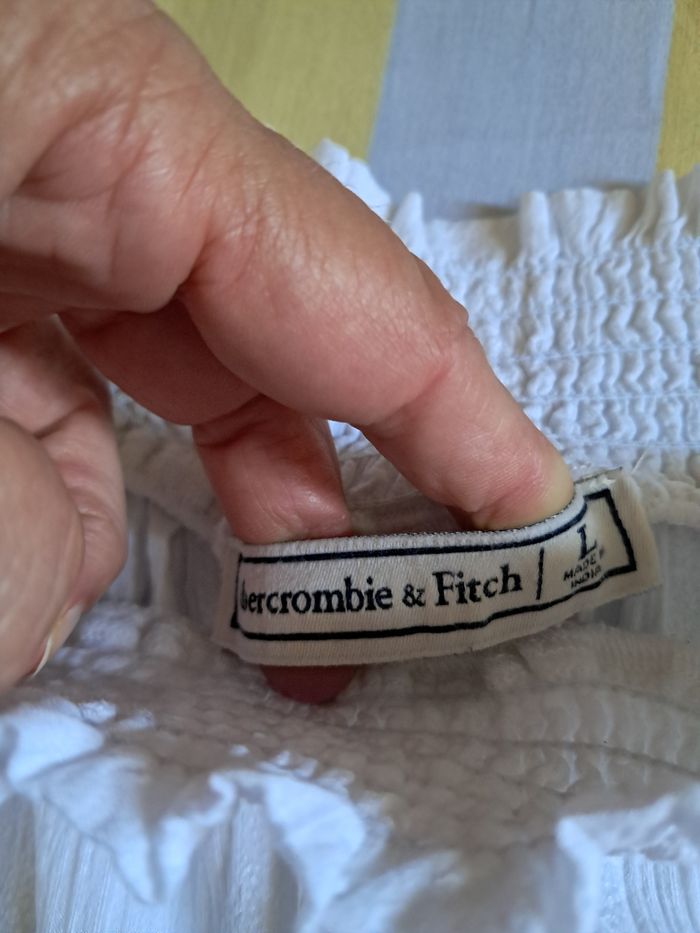 Abercrombie & Fitch
L
MADE IN
INDIA